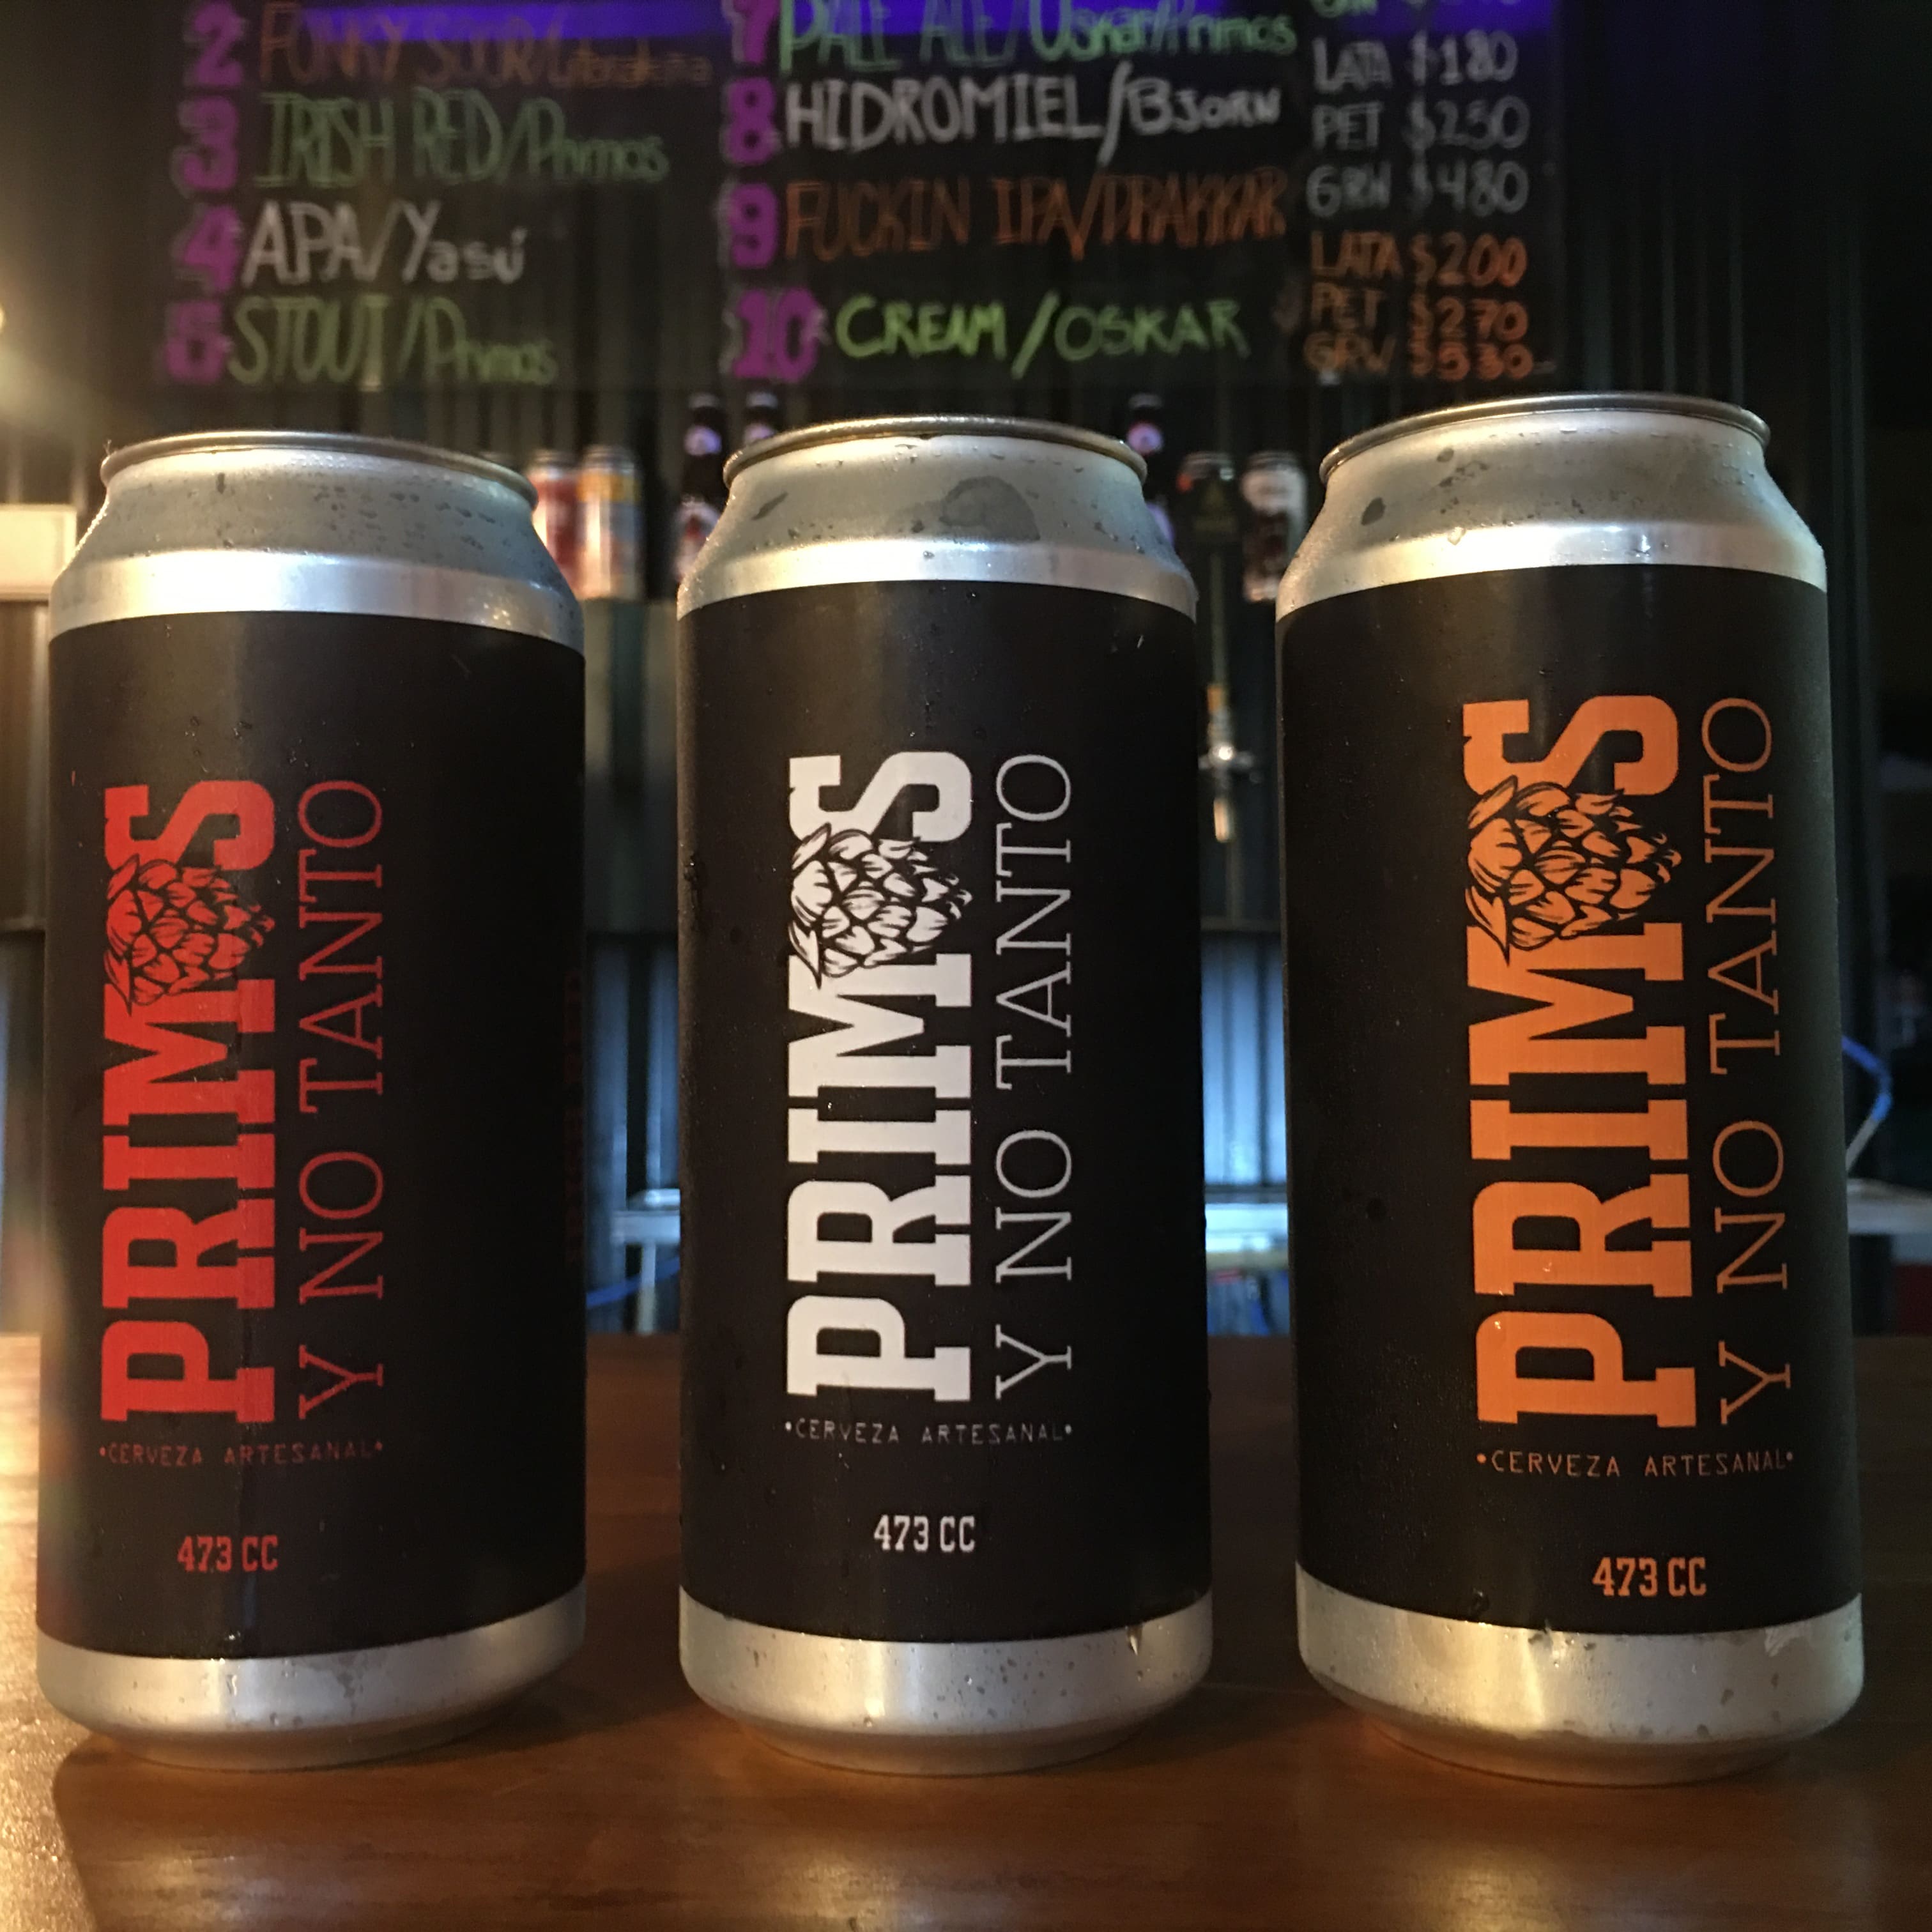 2 FUNKY SOUR/
3 IRISH RED/Primos
4 APA/Yasú
5 STOUT/Primos
7 PALE ALE/Oskar/Primos
8 HIDROMIEL/BJORN
9 FUCKIN IPA/DRAKKAR
10 CREAM/OSKAR
LATA $180
PET $250
GRW $480
LATA $200
PET $270
GRW $530
PRIMOS
Y NO TANTO
•CERVEZA ARTESANAL•
473 CC
PRIMOS
Y NO TANTO
•CERVEZA ARTESANAL•
473 CC
PRIMOS
Y NO TANTO
•CERVEZA ARTESANAL•
473 CC